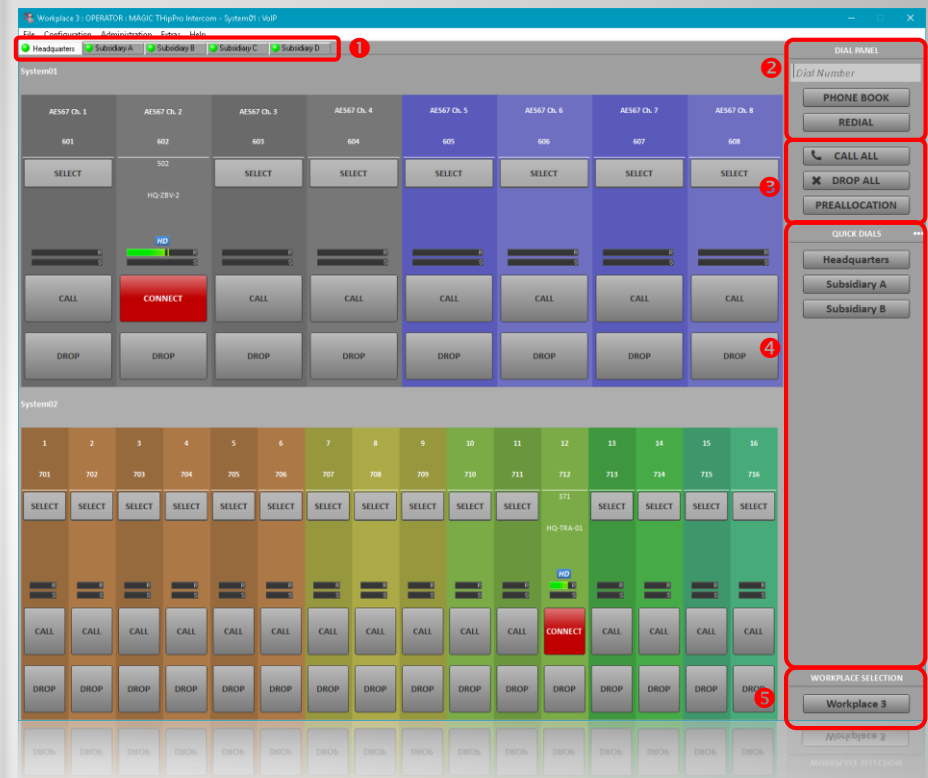 Workplace 3 : OPERATOR : MAGIC THipPro Intercom - System01 : VoIP
File Configuration Administration Extras Help
Headquarters Subsidiary A Subsidiary B Subsidiary C Subsidiary D
1
System01
AES67 Ch. 1 AES67 Ch. 2 AES67 Ch. 3 AES67 Ch. 4 AES67 Ch. 5 AES67 Ch. 6 AES67 Ch. 7 AES67 Ch. 8
601 602 603 604 605 606 607 608
502
SELECT SELECT SELECT SELECT SELECT SELECT SELECT
HQ-ZBV-2
HD
R R R R R R R R
S S S S S S S S
CALL CONNECT CALL CALL CALL CALL CALL CALL
DROP DROP DROP DROP DROP DROP DROP DROP
System02
1 2 3 4 5 6 7 8 9 10 11 12 13 14 15 16
701 702 703 704 705 706 707 708 709 710 711 712 713 714 715 716
371
SELECT SELECT SELECT SELECT SELECT SELECT SELECT SELECT SELECT SELECT SELECT SELECT SELECT SELECT SELECT
HQ-TRA-01
HD
R R R R R R R R R R R R R R R R
S S S S S S S S S S S S S S S S
CALL CALL CALL CALL CALL CALL CALL CALL CALL CALL CALL CONNECT CALL CALL CALL CALL
DROP DROP DROP DROP DROP DROP DROP DROP DROP DROP DROP DROP DROP DROP DROP DROP
DIAL PANEL
2
Dial Number
PHONE BOOK
REDIAL
3
CALL ALL
DROP ALL
PREALLOCATION
QUICK DIALS
Headquarters
Subsidiary A
Subsidiary B
4
WORKPLACE SELECTION
5
Workplace 3